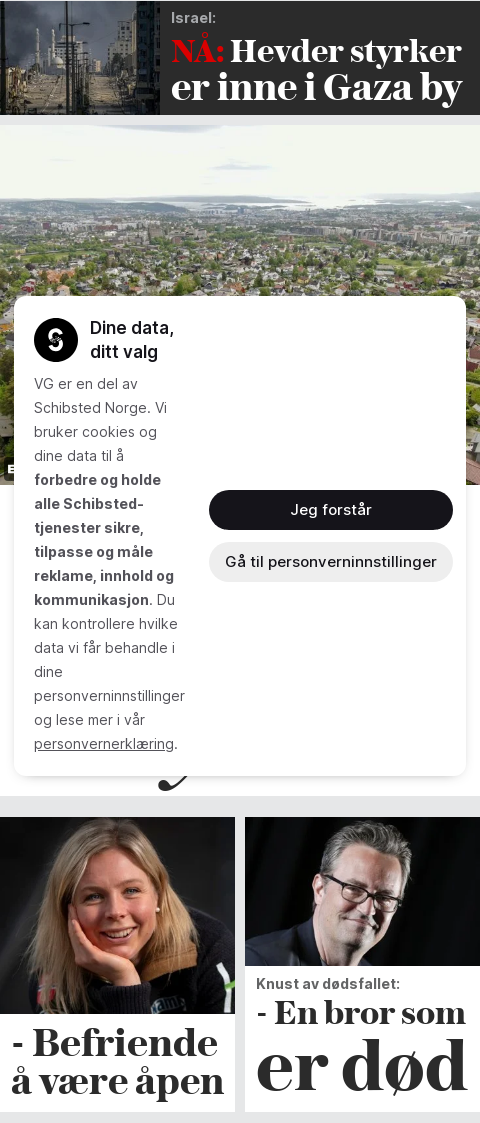 Israel:
NÅ: Hevder styrker
er inne i Gaza by
Dine data,
ditt valg
VG er en del av
Schibsted Norge. Vi
bruker cookies og
dine data til å
forbedre og holde
alle Schibsted-
tjenester sikre,
tilpasse og måle
reklame, innhold og
kommunikasjon. Du
kan kontrollere hvilke
data vi får behandle i
dine
personverninnstillinger
og lese mer i vår
personvernerklæring.
Jeg forstår
Gå til personverninnstillinger
- Befriende
å være åpen
Knust av dødsfallet:
- En bror som
er død